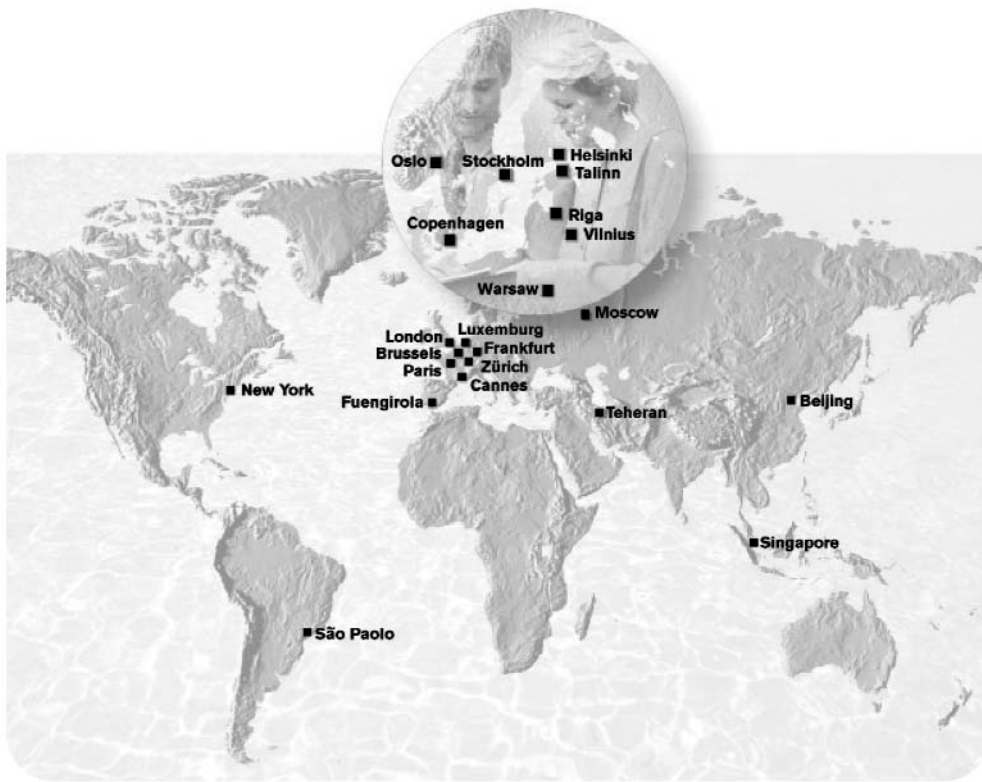 Oslo
Stockholm
Helsinki
Talinn
Copenhagen
Riga
Vilnius
Warsaw
Moscow
London
Luxemburg
Brussels
Frankfurt
Paris
Zürich
Cannes
New York
Fuengirola
Teheran
Beijing
Singapore
São Paolo